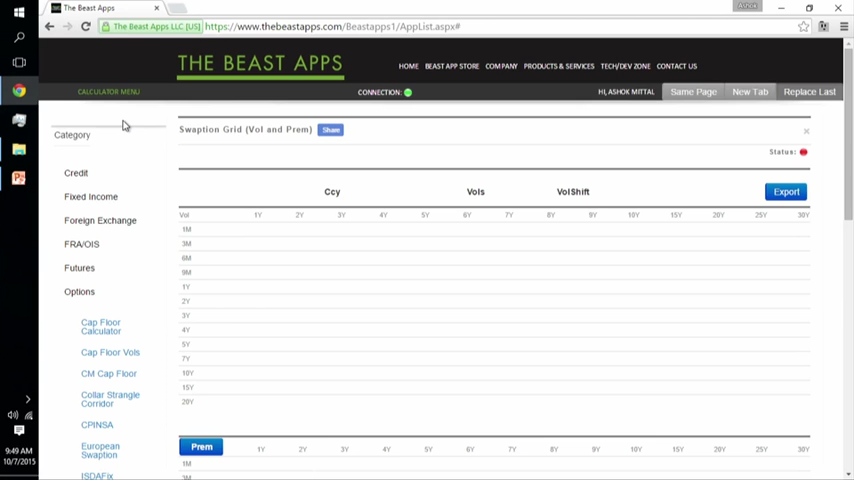 The Beast Apps
Ashok
The Beast Apps LLC [US] https://www.thebeastapps.com/Beastapps1/AppList.aspx#
THE BEAST APPS
HOME BEAST APP STORE COMPANY PRODUCTS & SERVICES TECH/DEV ZONE CONTACT US
CALCULATOR MENU
CONNECTION:
HI, ASHOK MITTAL
Same Page New Tab Replace Last
Category
Credit
Fixed Income
Foreign Exchange
FRA/OIS
Futures
Options
Cap Floor
Calculator
Cap Floor Vols
CM Cap Floor
Collar Strangle
Corridor
CPINSA
European
Swaption
ISDAFix
Swaption Grid (Vol and Prem) Share
Status:
Ccy Vols VolShift Export
Vol 1Y 2Y 3Y 4Y 5Y 6Y 7Y 8Y 9Y 10Y 15Y 20Y 25Y 30Y
1M
3M
6M
9M
1Y
2Y
3Y
4Y
5Y
7Y
10Y
15Y
20Y
Prem 1Y 2Y 3Y 4Y 5Y 6Y 7Y 8Y 9Y 10Y 15Y 20Y 25Y 30Y
1M
3M
9:49 AM
10/7/2015